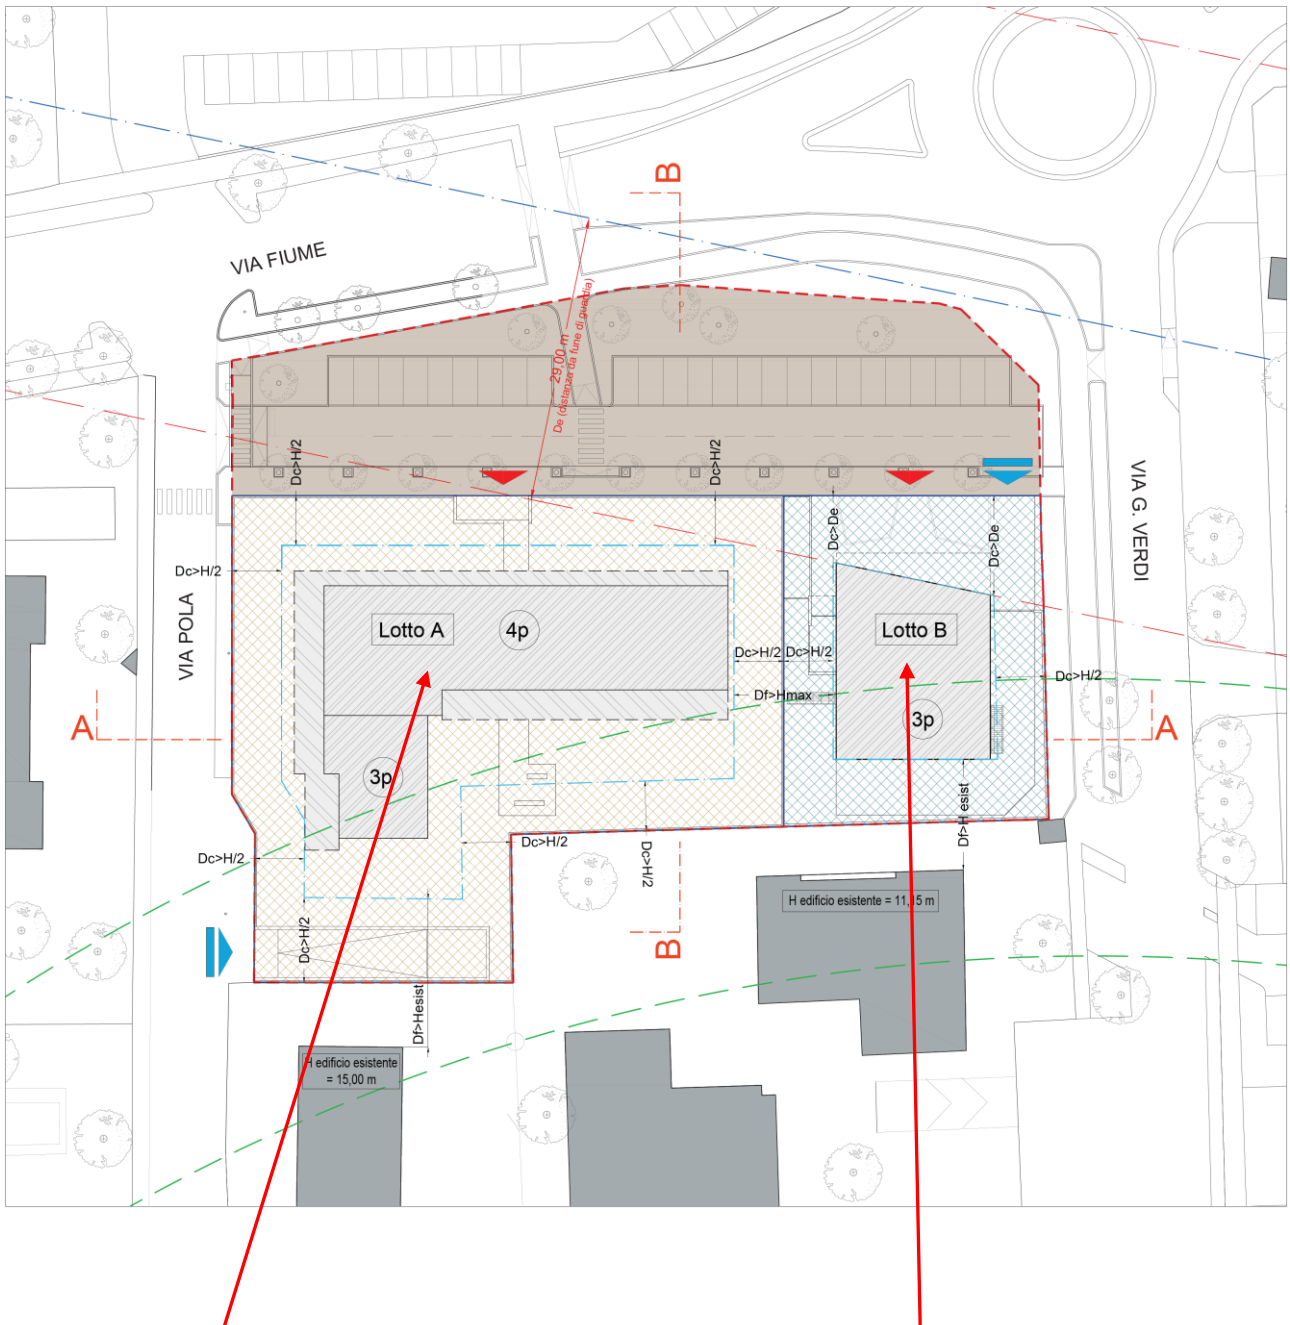 B
VIA FIUME
29,00 m
De (distanza da fune di guardia)
Dc>H/2
Dc>H/2
VIA G. VERDI
Dc>De
Dc>De
Dc>H/2
VIA POLA
Lotto A
4p
Lotto B
Dc>H/2
Dc>H/2
Dc>H/2
Df>Hmax
A
3p
A
3p
Df>H esist
Dc>H/2
Dc>H/2
Dc>H/2
H edificio esistente = 11,15 m
Dc>H/2
B
Df>Hesist
H edificio esistente
= 15,00 m